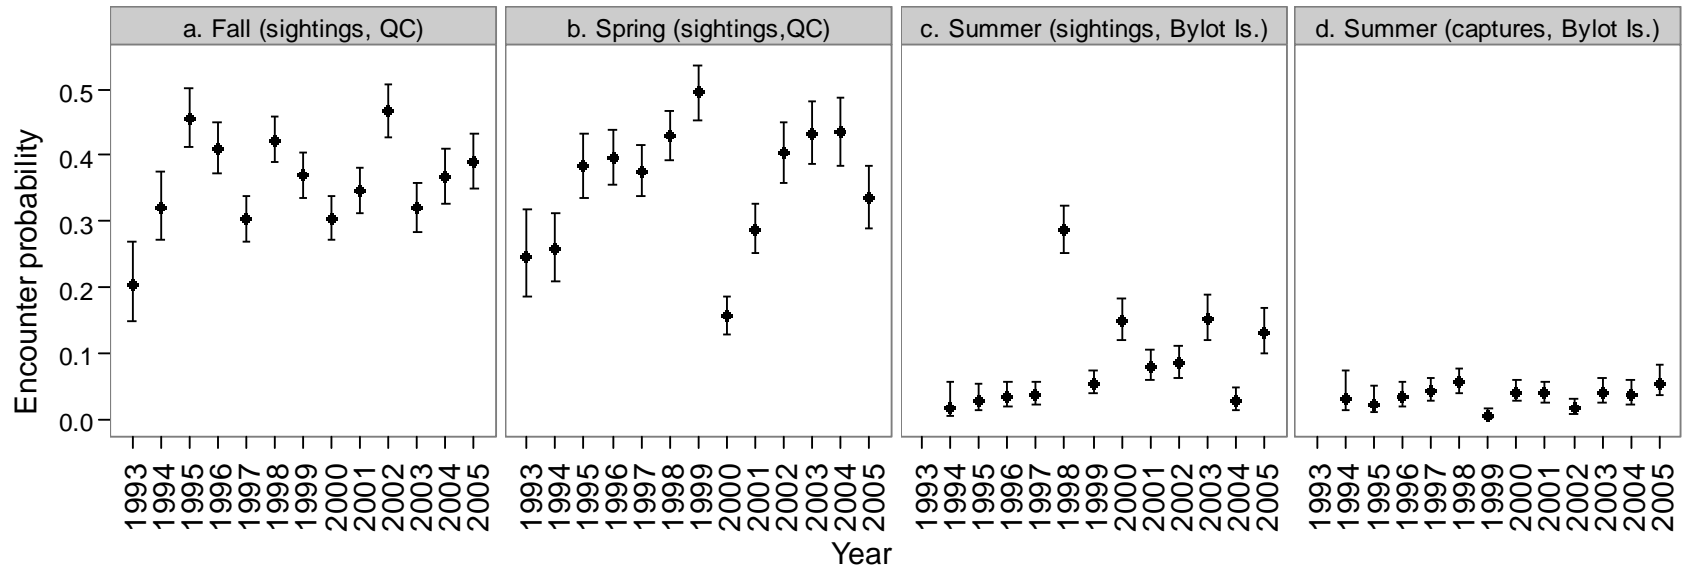 a. Fall (sightings, QC)
b. Spring (sightings,QC)
c. Summer (sightings, Bylot Is.)
d. Summer (captures, Bylot Is.)
Encounter probability
0.5
0.4
0.3
0.2
0.1
0.0
1993 1994 1995 1996 1997 1998 1999 2000 2001 2002 2003 2004 2005
1993 1994 1995 1996 1997 1998 1999 2000 2001 2002 2003 2004 2005
1993 1994 1995 1996 1997 1998 1999 2000 2001 2002 2003 2004 2005
1993 1994 1995 1996 1997 1998 1999 2000 2001 2002 2003 2004 2005
Year